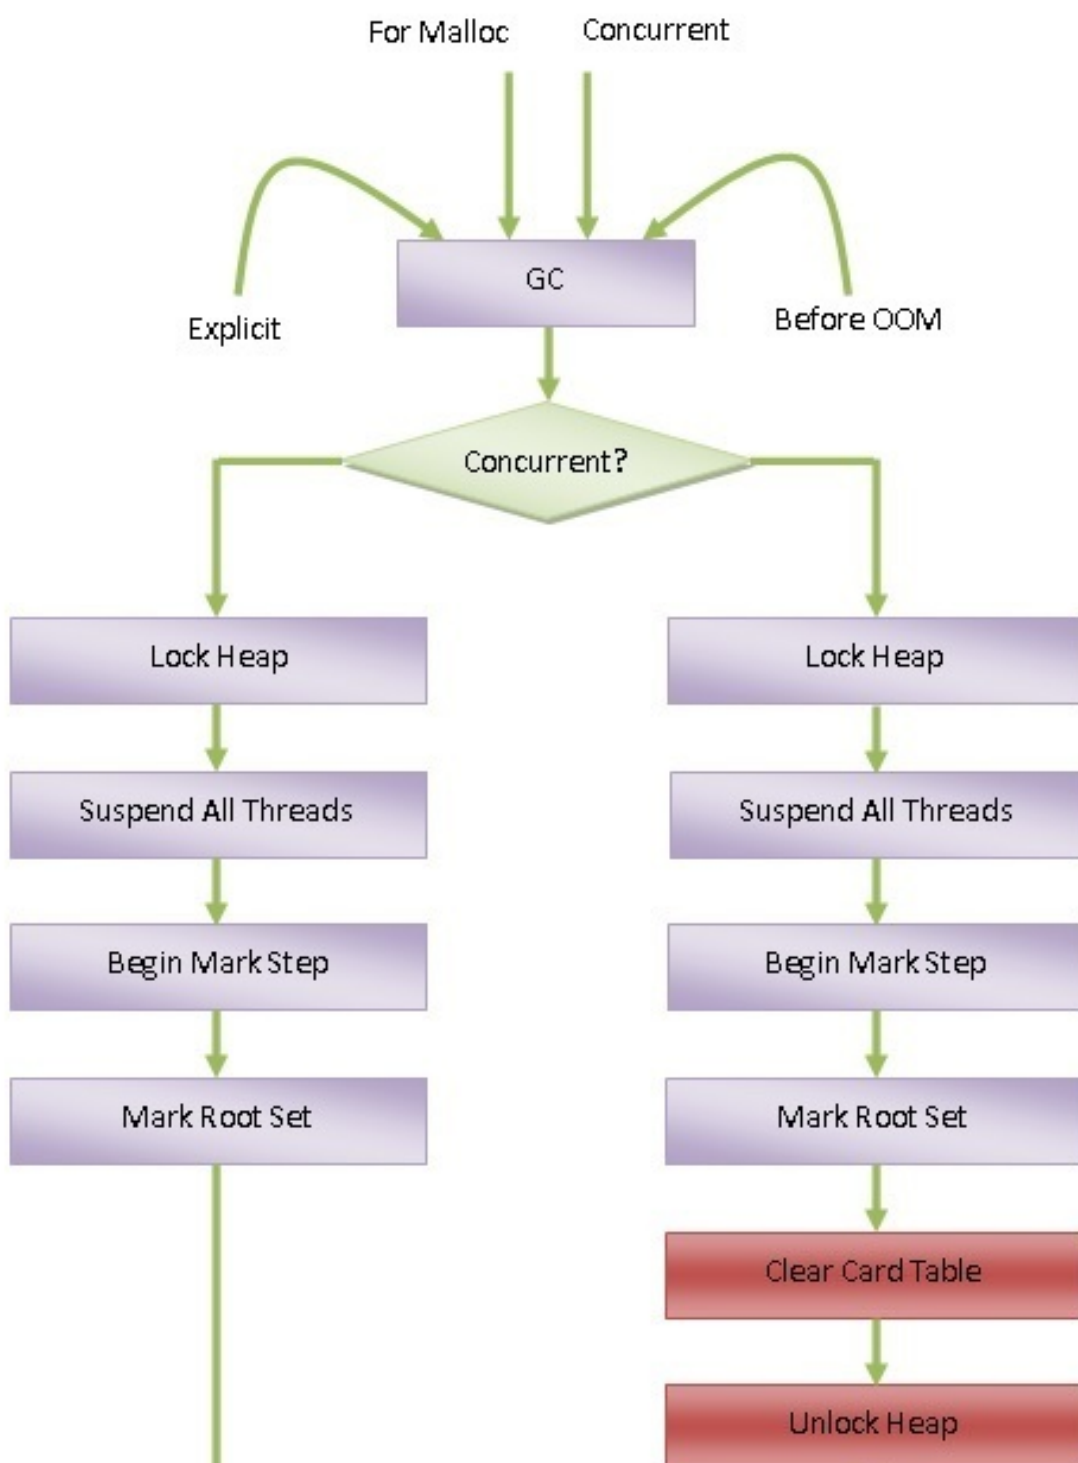 For Malloc
Concurrent
GC
Explicit
Before OOM
Concurrent?
Lock Heap
Lock Heap
Suspend All Threads
Suspend All Threads
Begin Mark Step
Begin Mark Step
Mark Root Set
Mark Root Set
Clear Card Table
Unlock Heap